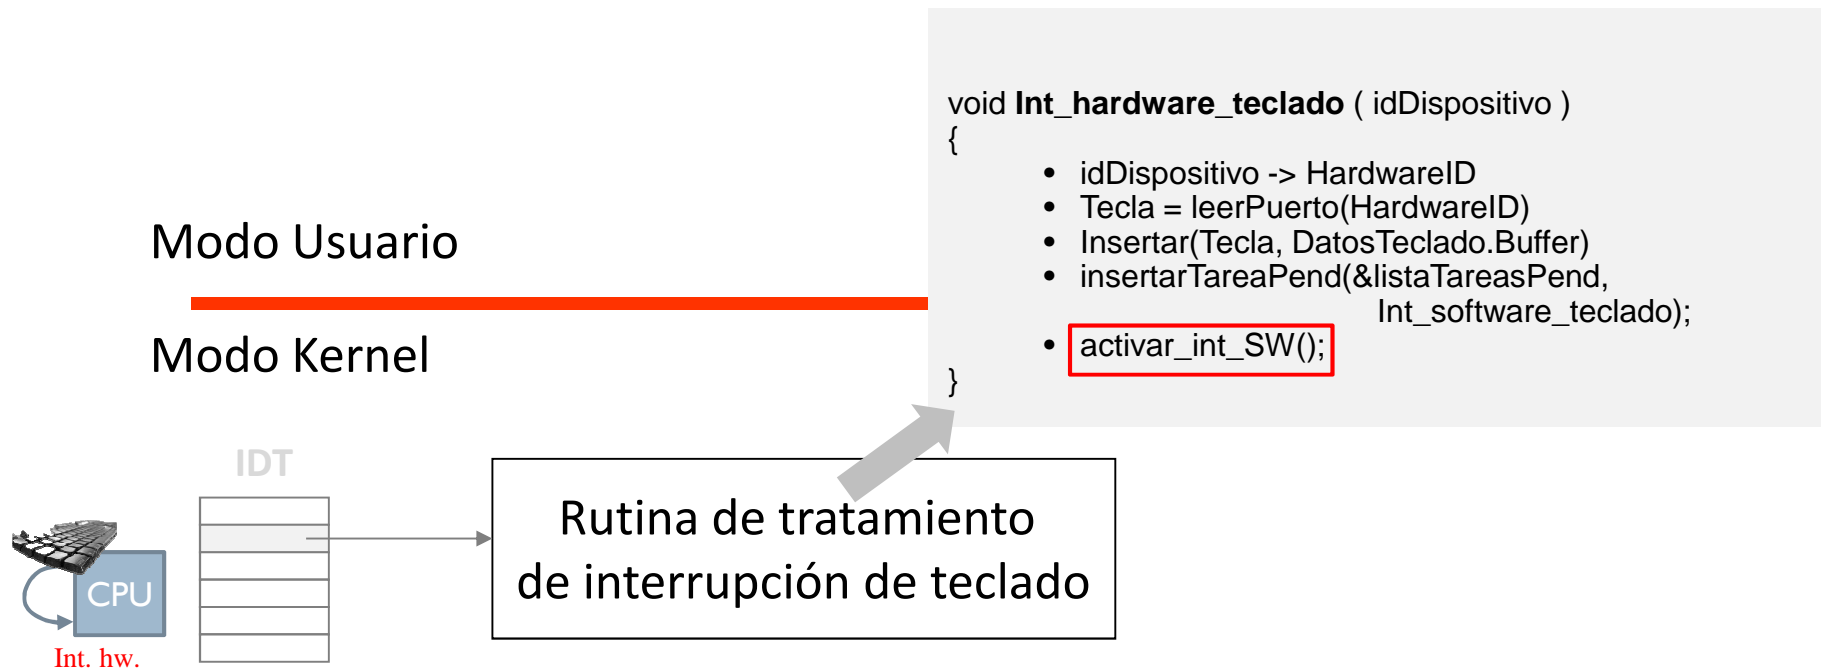 void Int_hardware_teclado ( idDispositivo )
{
• idDispositivo -> HardwareID
• Tecla = leerPuerto(HardwareID)
• Insertar(Tecla, DatosTeclado.Buffer)
• insertarTareaPend(&listaTareasPend,
Int_software_teclado);
• activar_int_SW();
}
Modo Usuario
Modo Kernel
IDT
Rutina de tratamiento
de interrupción de teclado
CPU
Int. hw.